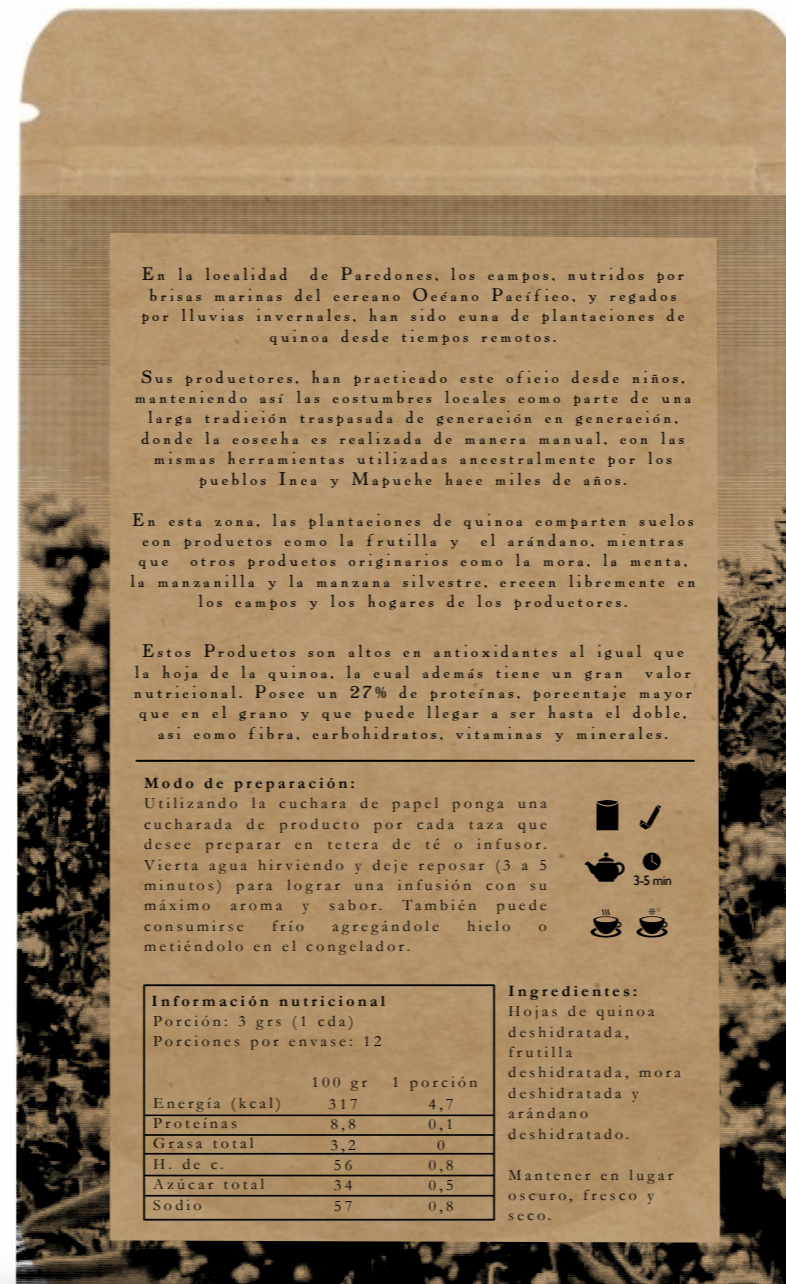 En la localidad de Paredones, los campos, nutridos por
brisas marinas del cercano Océano Pacífico, y regados
por lluvias invernales, han sido cuna de plantaciones de
quinoa desde tiempos remotos.
Sus productores, han practicado este oficio desde niños,
manteniendo así las costumbres locales como parte de una
larga tradición traspasada de generación en generación,
donde la cosecha es realizada de manera manual, con las
mismas herramientas utilizadas ancestralmente por los
pueblos Inca y Mapuche hace miles de años.
En esta zona, las plantaciones de quinoa comparten suelos
con productos como la frutilla y el arándano, mientras
que otros productos originarios como la mora, la menta,
la manzanilla y la manzana silvestre, crecen libremente en
los campos y los hogares de los productores.
Estos Productos son altos en antioxidantes al igual que
la hoja de la quinoa, la cual además tiene un gran valor
nutricional. Posee un 27% de proteínas, porcentaje mayor
que en el grano y que puede llegar a ser hasta el doble,
asi como fibra, carbohidratos, vitaminas y minerales.
Modo de preparación:
Utilizando la cuchara de papel ponga una
cucharada de producto por cada taza que
desee preparar en tetera de té o infusor.
Vierta agua hirviendo y deje reposar (3 a 5
minutos) para lograr una infusión con su
máximo aroma y sabor. También puede
consumirse frío agregándole hielo o
metiéndolo en el congelador.
3-5 min
Información nutricional
Porción: 3 grs (1 cda)
Porciones por envase: 12
100 gr 1 porción
Energía (kcal) 317 4,7
Proteínas 8,8 0,1
Grasa total 3,2 0
H. de c. 56 0,8
Azúcar total 34 0,5
Sodio 57 0,8
Ingredientes:
Hojas de quinoa
deshidratada,
frutilla
deshidratada, mora
deshidratada y
arándano
deshidratado.
Mantener en lugar
oscuro, fresco y
seco.